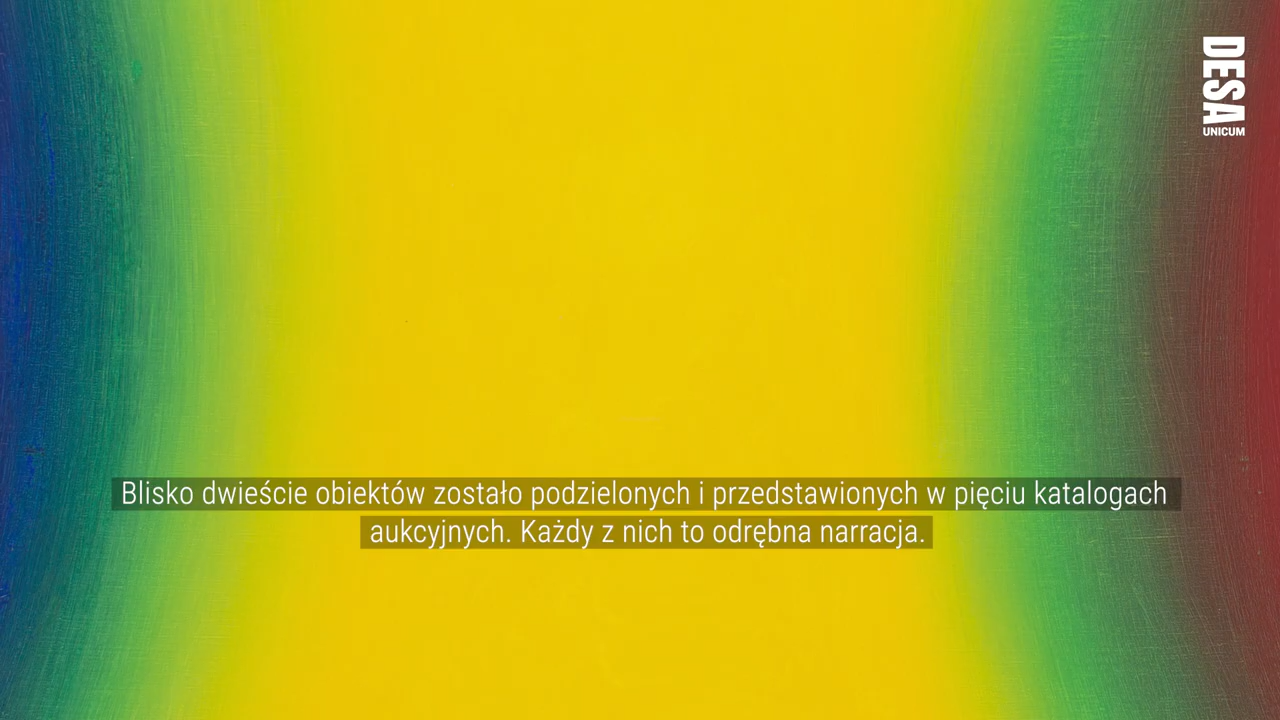 DESA
UNICUM
Blisko dwieście obiektów zostało podzielonych i przedstawionych w pięciu katalogach
aukcyjnych. Każdy z nich to odrębna narracja.